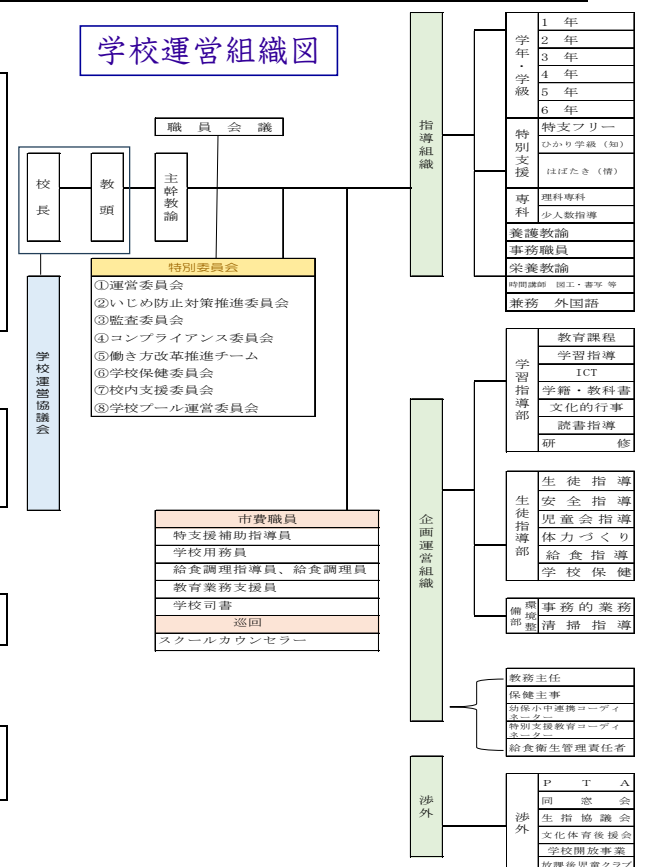 学校運営組織図
職員会議
校長
教頭
主幹教諭
学校運営協議会
特別委員会
①運営委員会
②いじめ防止対策推進委員会
③監査委員会
④コンプライアンス委員会
⑤働き方改革推進チーム
⑥学校保健委員会
⑦校内支援委員会
⑧学校プール運営委員会
市費職員
特支援補助指導員
学校用務員
給食調理指導員、給食調理員
教育業務支援員
学校司書
巡回
スクールカウンセラー
指導組織
学年・学級
1 年
2 年
3 年
4 年
5 年
6 年
特別支援
特支フリー
ひかり学級（知）
はばたき（情）
専科
理科専科
少人数指導
養護教諭
事務職員
栄養教諭
時間講師 図工・書写 等
兼務 外国語
企画運営組織
学習指導部
教育課程
学習指導
ICT
学籍・教科書
文化的行事
読書指導
研修
生徒指導部
生徒指導
安全指導
児童会指導
体力づくり
給食指導
学校保健
環境整備部
事務的業務
清掃指導
教務主任
保健主事
幼保小中連携コーディ
ネーター
特別支援教育コーディ
ネーター
給食衛生管理責任者
渉外
渉外
PTA
同窓会
生指協議会
文化体育後援会
学校開放事業
放課後児童クラブ